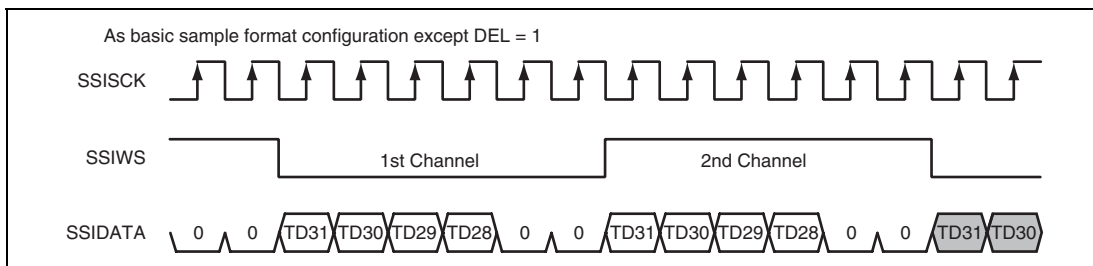 As basic sample format configuration except DEL = 1
SSISCK
SSIWS 1st Channel 2nd Channel
SSIDATA 0 0 TD31 TD30 TD29 TD28 0 0 TD31 TD30 TD29 TD28 0 0 TD31 TD30